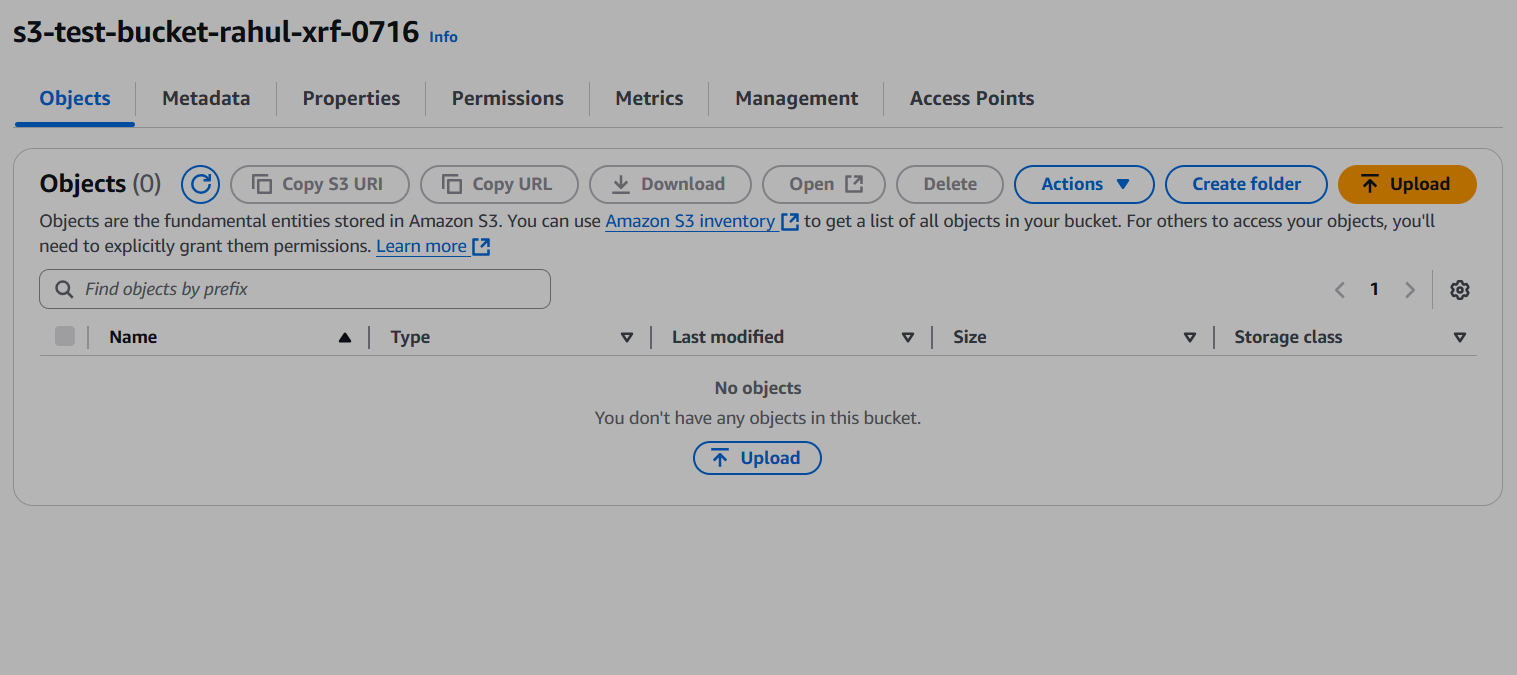 s3-test-bucket-rahul-xrf-0716 Info
Objects Metadata Properties Permissions Metrics Management Access Points
Objects (0) Copy S3 URI Copy URL Download Open Delete Actions Create folder Upload
Objects are the fundamental entities stored in Amazon S3. You can use Amazon S3 inventory to get a list of all objects in your bucket. For others to access your objects, you'll
need to explicitly grant them permissions. Learn more
Find objects by prefix 1
Name Type Last modified Size Storage class
No objects
You don't have any objects in this bucket.
Upload